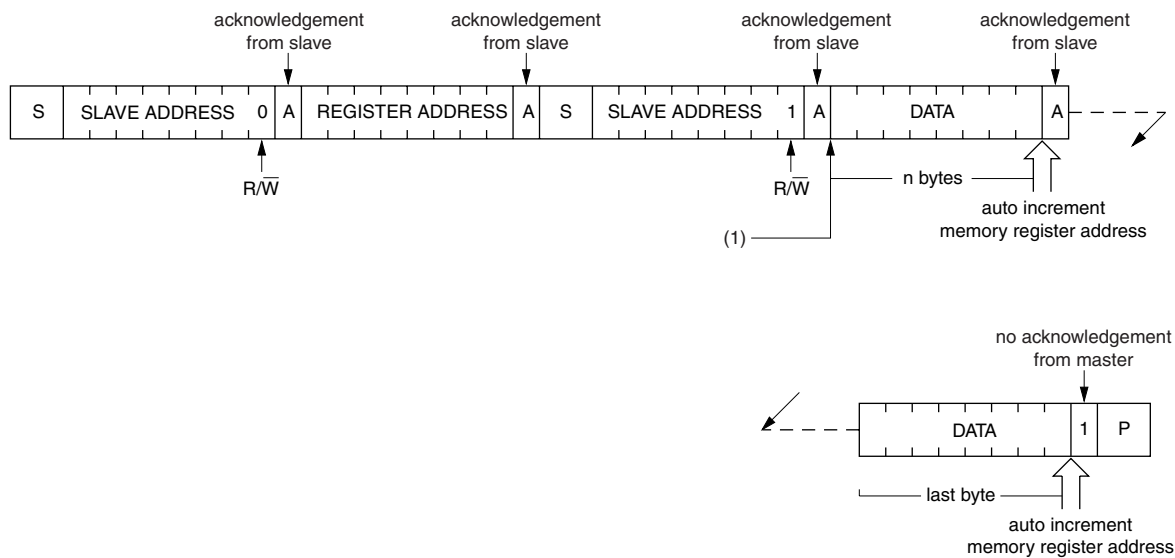 acknowledgement
from slave
acknowledgement
from slave
acknowledgement
from slave
acknowledgement
from slave
S SLAVE ADDRESS 0 A REGISTER ADDRESS A S SLAVE ADDRESS 1 A DATA A
R/W̅
R/W̅
n bytes
auto increment
memory register address
(1)
no acknowledgement
from master
DATA 1 P
last byte
auto increment
memory register address